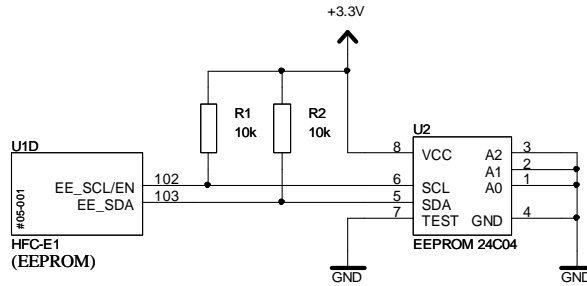 +3.3V
R1
10k
R2
10k
U1D
U2
8
VCC
A2
3
A1
2
EE_SCL/EN
102
6
SCL
A0
1
EE_SDA
103
5
SDA
7
TEST
GND
4
#05-001
HFC-E1
(EEPROM)
EEPROM 24C04
GND
GND